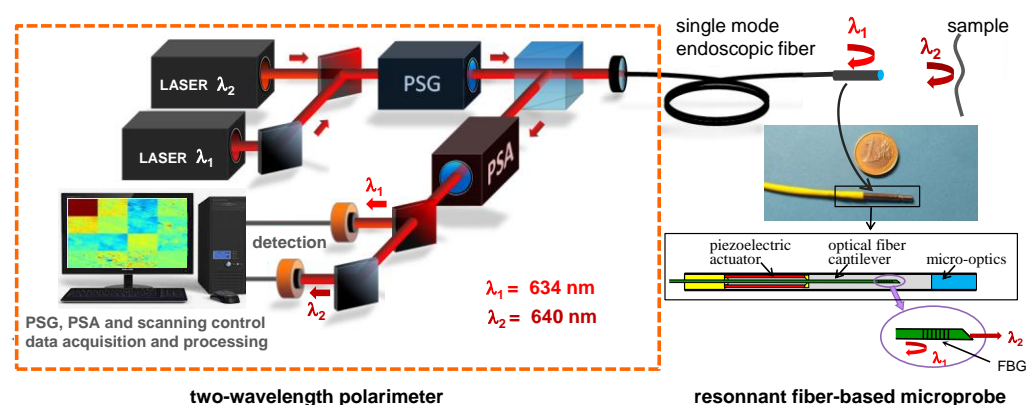 single mode
endoscopic fiber
λ1
sample
λ2
LASER λ2
PSG
LASER λ1
PSA
λ1
detection
λ2
λ1 = 634 nm
λ2 = 640 nm
PSG, PSA and scanning control
data acquisition and processing
piezoelectric
actuator
optical fiber
cantilever
micro-optics
λ2
λ1
FBG
two-wavelength polarimeter
resonnant fiber-based microprobe